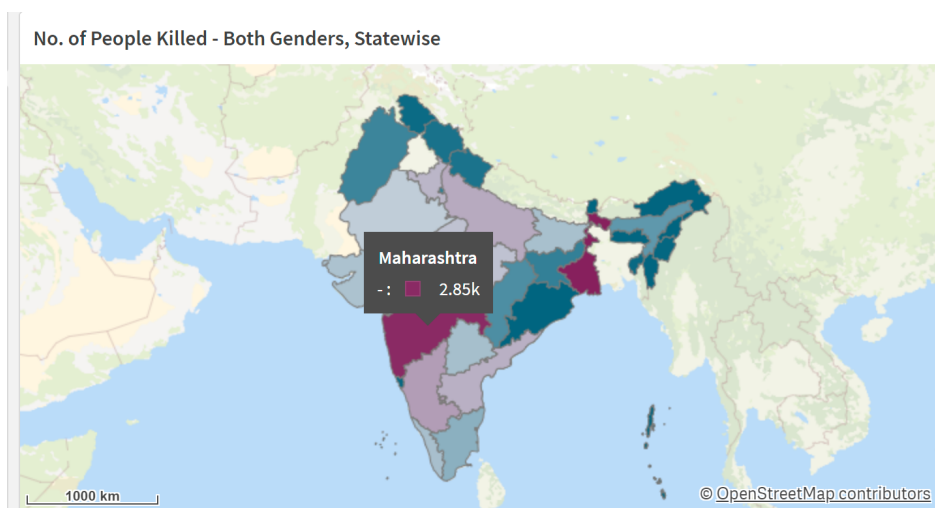 No. of People Killed - Both Genders, Statewise
Maharashtra
- : 2.85k
1000 km
© OpenStreetMap contributors